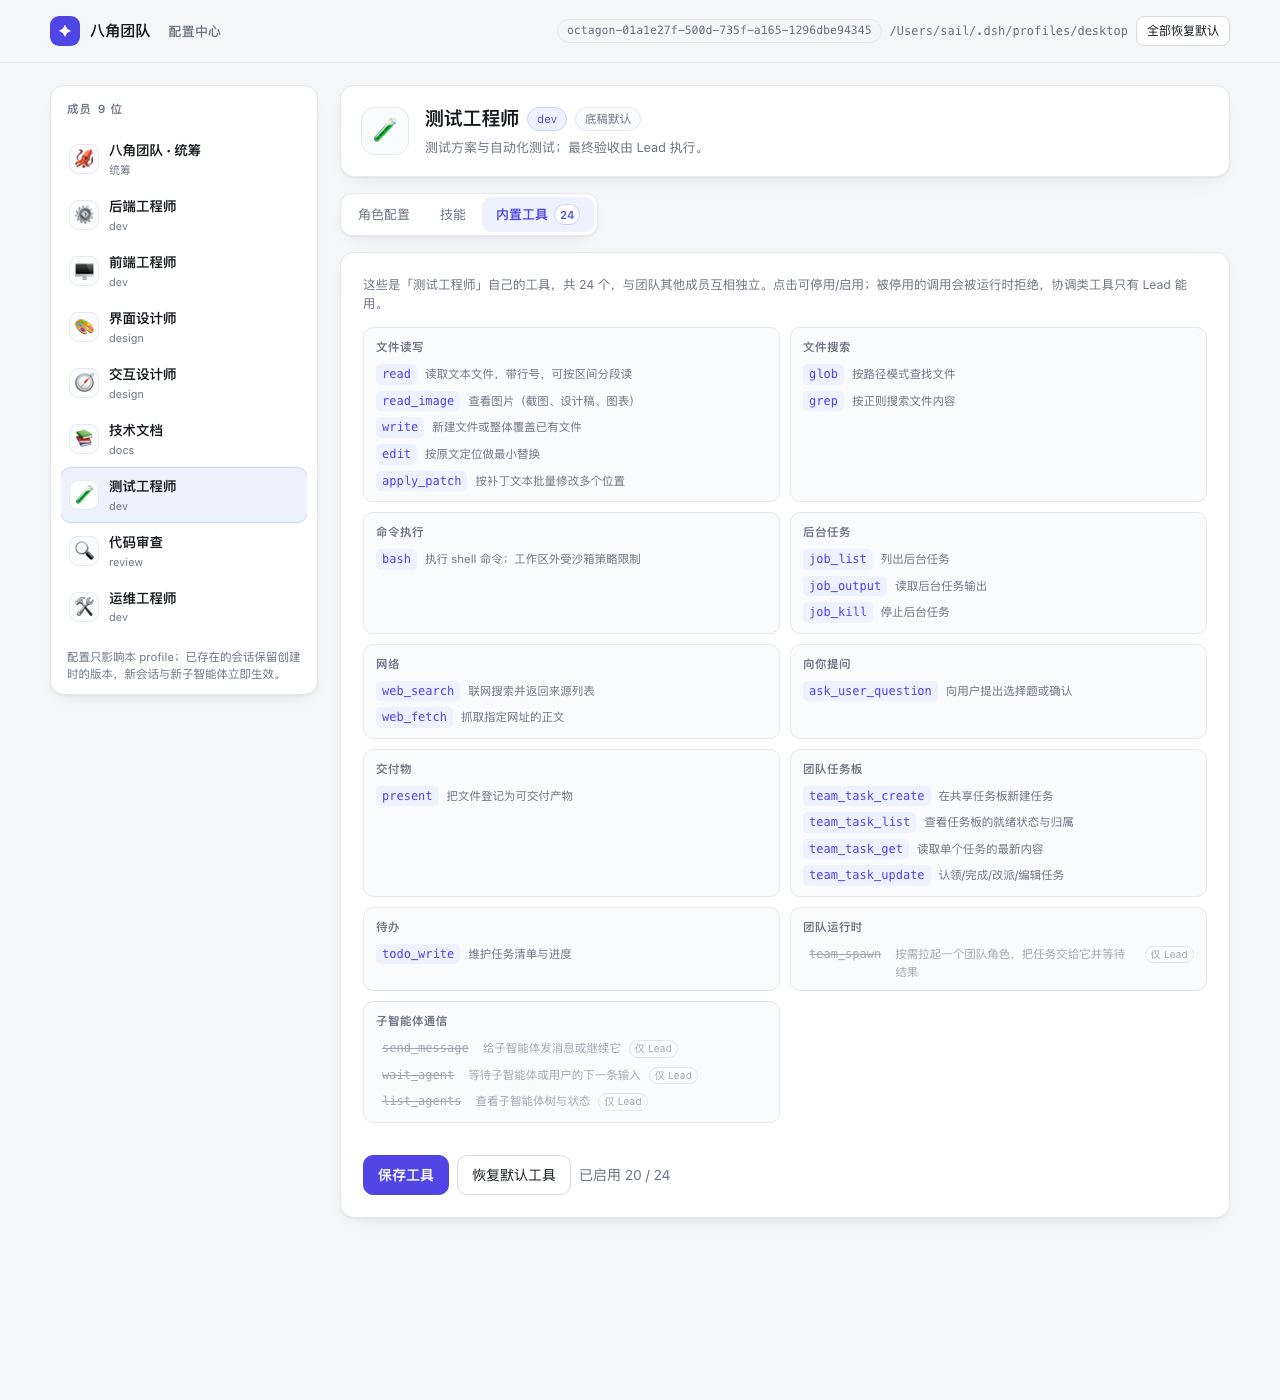 八角团队 配置中心
octagon-01a1e27f-500d-735f-a165-1296dbe94345 /Users/sail/.dsh/profiles/desktop 全部恢复默认
成员 9 位
八角团队 · 统筹
统筹
后端工程师
dev
前端工程师
dev
界面设计师
design
交互设计师
design
技术文档
docs
测试工程师
dev
代码审查
review
运维工程师
dev
配置只影响本 profile；已存在的会话保留创建
时的版本，新会话与新子智能体立即生效。
测试工程师 dev 底稿默认
测试方案与自动化测试；最终验收由 Lead 执行。
角色配置 技能 内置工具 24
这些是「测试工程师」自己的工具，共 24 个，与团队其他成员互相独立。点击可停用/启用；被停用的调用会被运行时拒绝，协调类工具只有 Lead 能
用。
文件读写
read 读取文本文件，带行号，可按区间分段读
read_image 查看图片（截图、设计稿、图表）
write 新建文件或整体覆盖已有文件
edit 按原文定位做最小替换
apply_patch 按补丁文本批量修改多个位置
文件搜索
glob 按路径模式查找文件
grep 按正则搜索文件内容
命令执行
bash 执行 shell 命令；工作区外受沙箱策略限制
后台任务
job_list 列出后台任务
job_output 读取后台任务输出
job_kill 停止后台任务
网络
web_search 联网搜索并返回来源列表
web_fetch 抓取指定网址的正文
向你提问
ask_user_question 向用户提出选择题或确认
交付物
present 把文件登记为可交付产物
团队任务板
team_task_create 在共享任务板新建任务
team_task_list 查看任务板的就绪状态与归属
team_task_get 读取单个任务的最新内容
team_task_update 认领/完成/改派/编辑任务
待办
todo_write 维护任务清单与进度
团队运行时
team_spawn 按需拉起一个团队角色，把任务交给它并等待 仅 Lead
结果
子智能体通信
send_message 给子智能体发消息或继续它 仅 Lead
wait_agent 等待子智能体或用户的下一条输入 仅 Lead
list_agents 查看子智能体树与状态 仅 Lead
保存工具 恢复默认工具 已启用 20 / 24